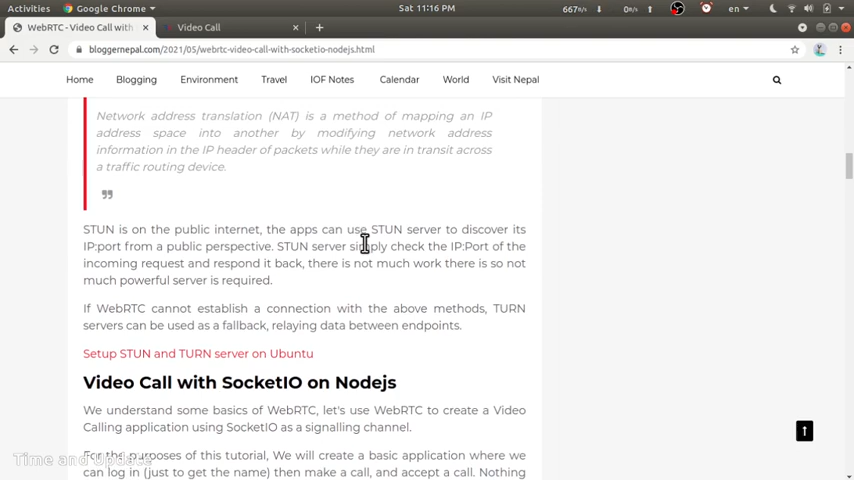 Activities Google Chrome Sat 11:16 PM 667% 0% en
WebRTC - Video Call with Video Call
bloggernepal.com/2021/05/webrtc-video-call-with-socketio-nodejs.html
Home Blogging Environment Travel IOF Notes Calendar World Visit Nepal
Network address translation (NAT) is a method of mapping an IP
address space into another by modifying network address
information in the IP header of packets while they are in transit across
a traffic routing device.
STUN is on the public internet, the apps can use STUN server to discover its
IP:port from a public perspective. STUN server simply check the IP:Port of the
incoming request and respond it back, there is not much work there is so not
much powerful server is required.
If WebRTC cannot establish a connection with the above methods, TURN
servers can be used as a fallback, relaying data between endpoints.
Setup STUN and TURN server on Ubuntu
Video Call with SocketIO on Nodejs
We understand some basics of WebRTC, let's use WebRTC to create a Video
Calling application using SocketIO as a signalling channel.
For the purposes of this tutorial, We will create a basic application where we
can log in (just to get the name) then make a call, and accept a call. Nothing
Time and Update